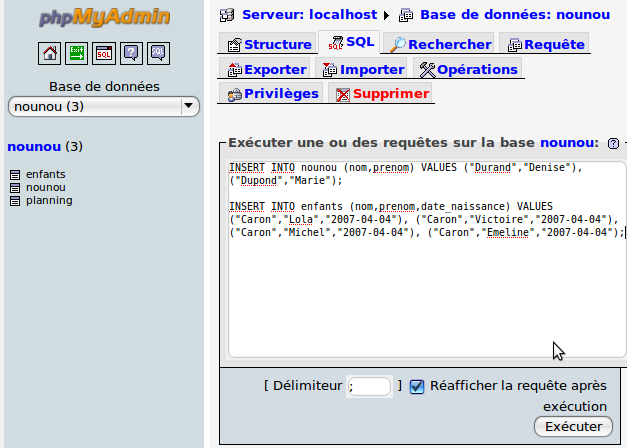 phpMyAdmin
Exit
SQL
?
SQL
Base de données
nounou (3)
nounou (3)
enfants
nounou
planning
Serveur: localhost
Base de données: nounou
Structure
SQL
SQL
Rechercher
Requête
Exporter
Importer
Opérations
Privilèges
Supprimer
Exécuter une ou des requêtes sur la base nounou: ?
INSERT INTO nounou (nom,prenom) VALUES ("Durand","Denise"),
("Dupond","Marie");
INSERT INTO enfants (nom,prenom,date_naissance) VALUES
("Caron","Lola","2007-04-04"), ("Caron","Victoire","2007-04-04"),
("Caron","Michel","2007-04-04"), ("Caron","Emeline","2007-04-04");
[ Délimiteur ; ] Réafficher la requête après
exécution
Exécuter